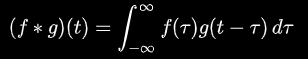 (f * g)(t) = ∫_{-∞}^{∞} f(τ)g(t − τ) dτ